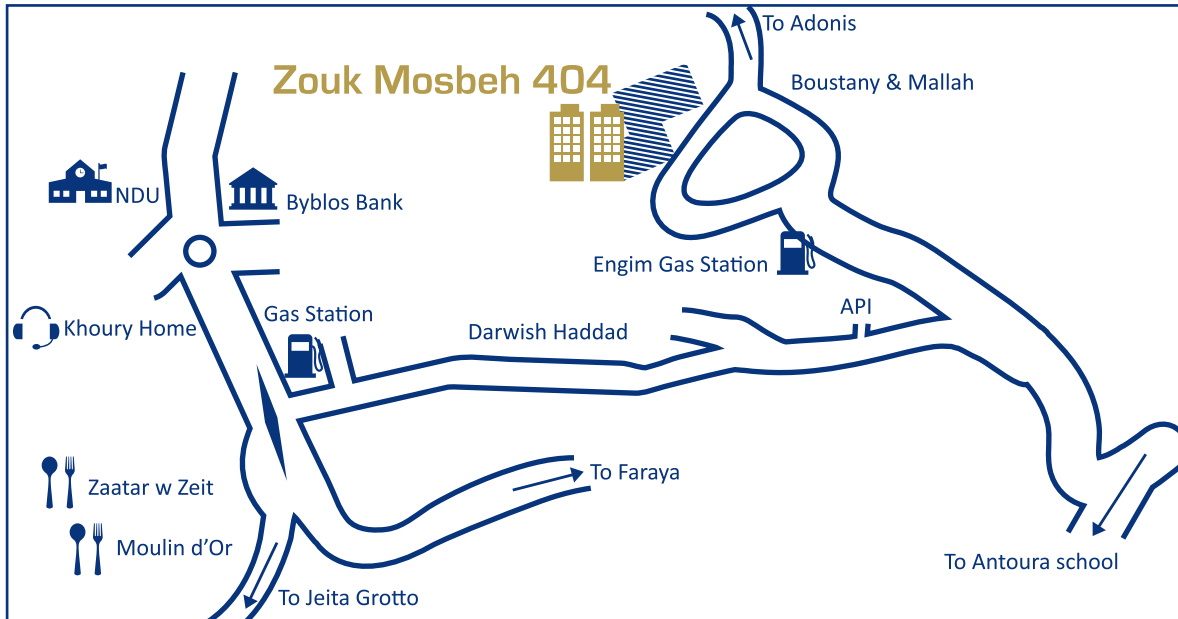 To Adonis
Zouk Mosbeh 404
Boustany & Mallah
NDU
Byblos Bank
Engim Gas Station
Khoury Home
Gas Station
Darwish Haddad
API
Zaatar w Zeit
To Faraya
Moulin d’Or
To Antoura school
To Jeita Grotto